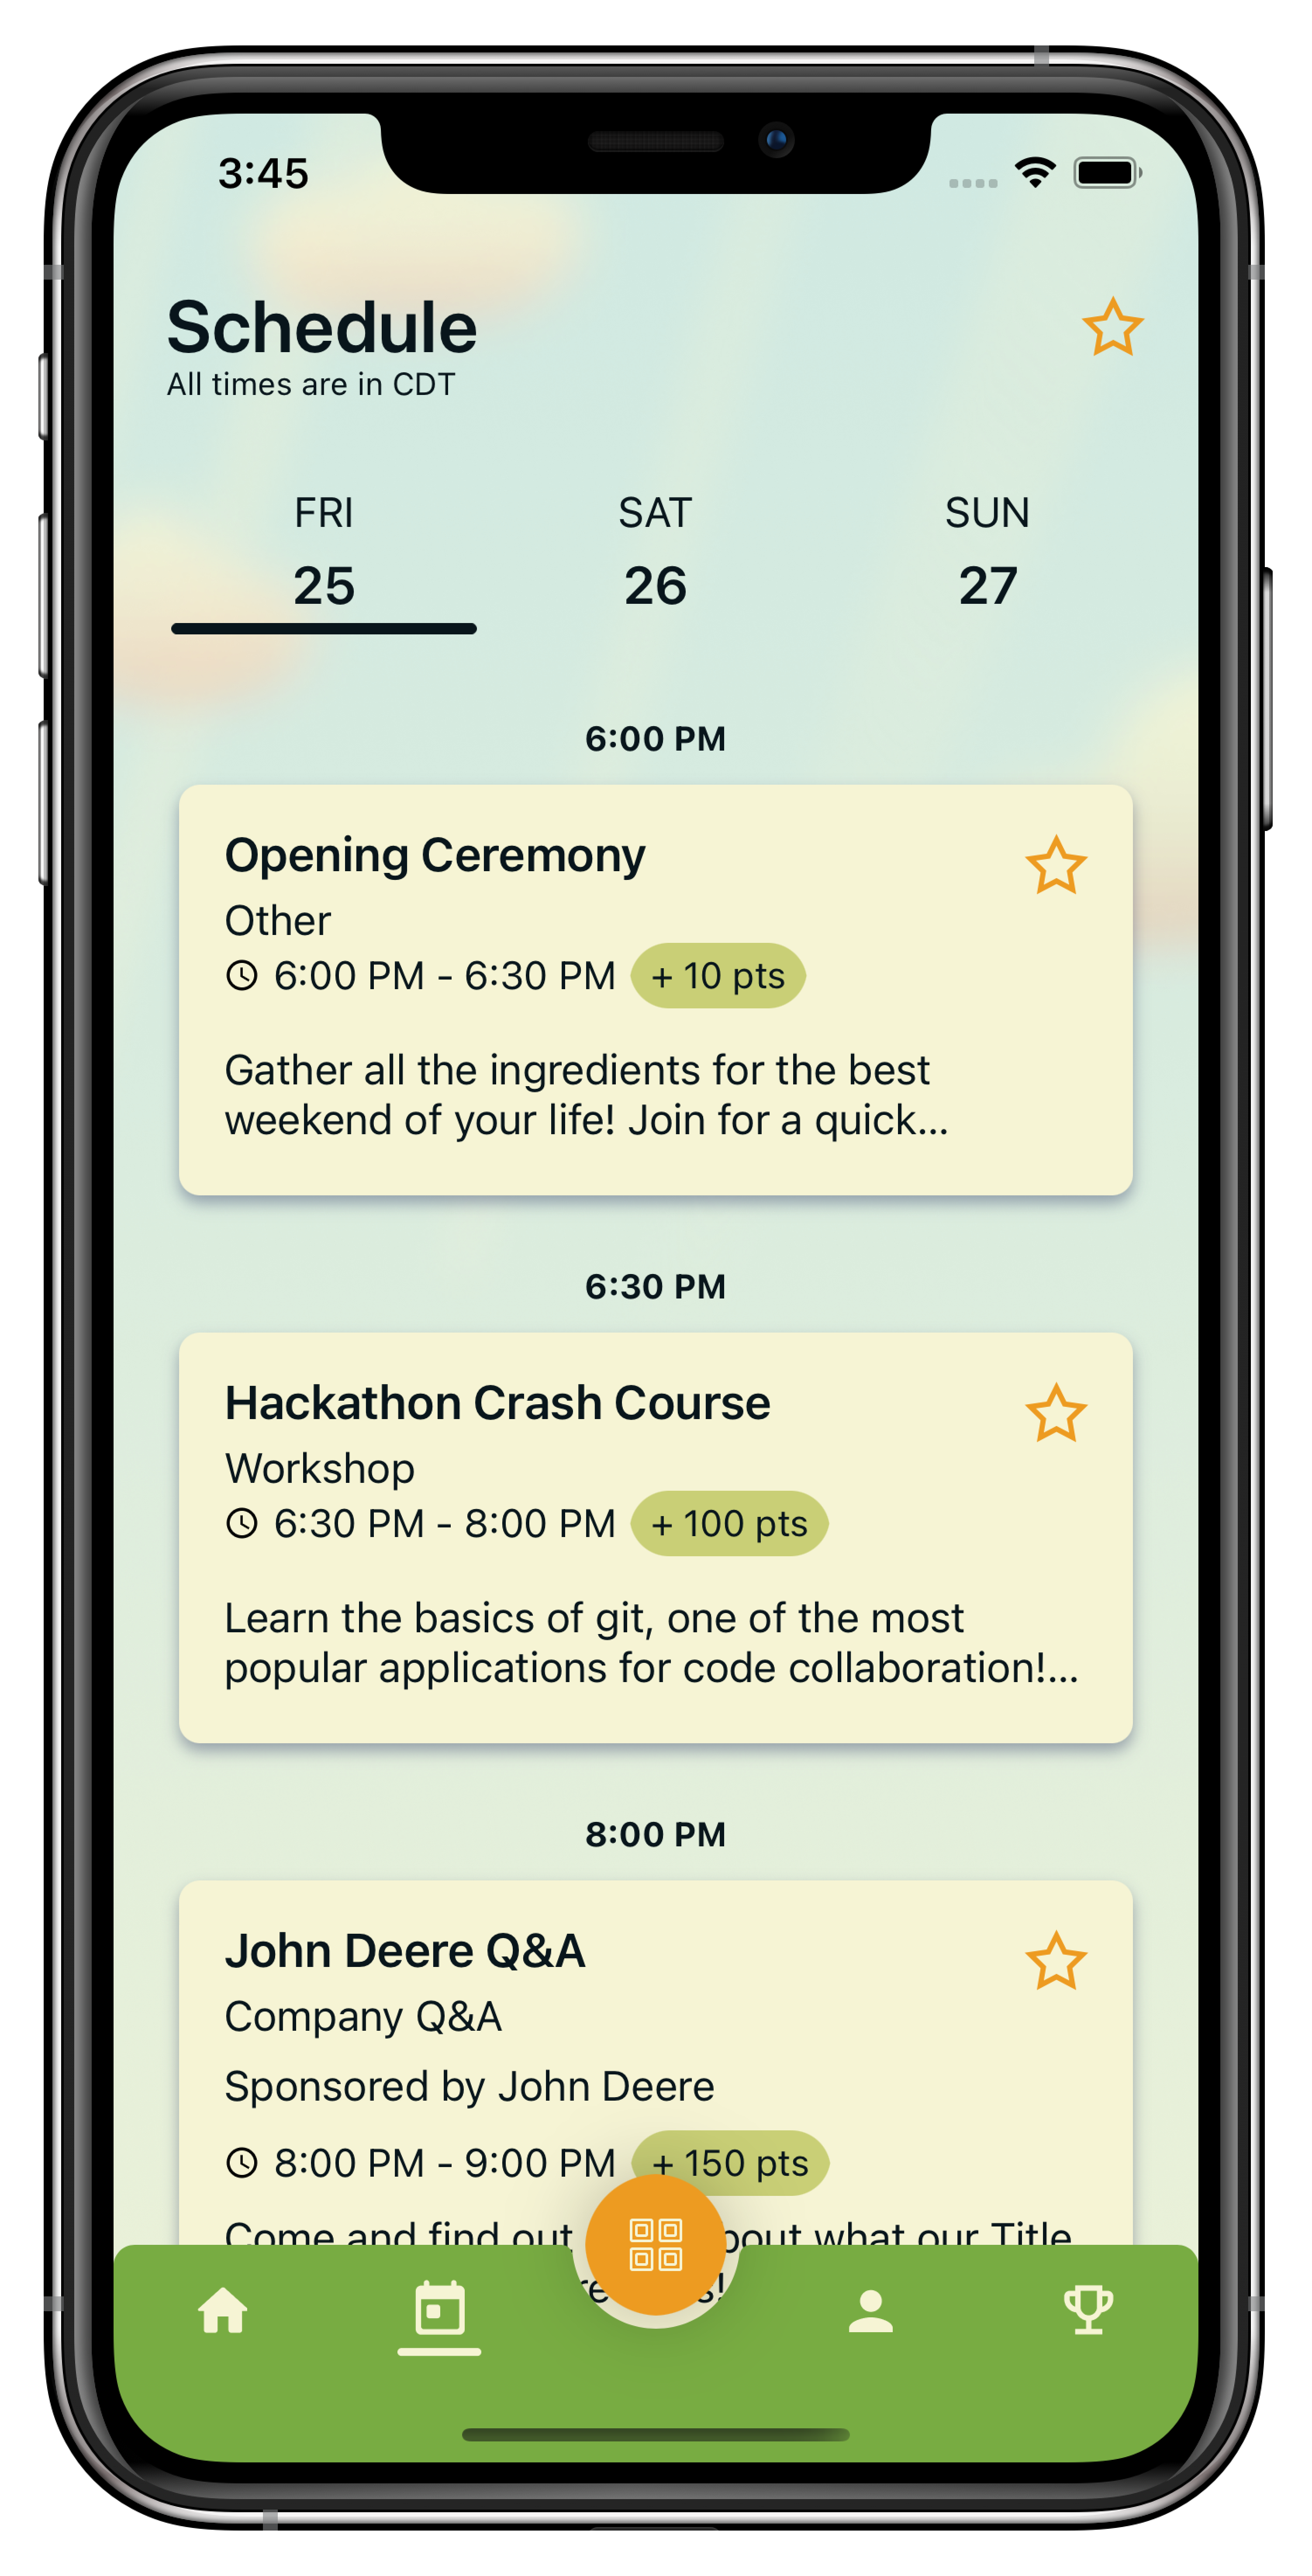 3:45
Schedule
All times are in CDT
FRI SAT SUN
25 26 27
6:00 PM
Opening Ceremony
Other
6:00 PM - 6:30 PM + 10 pts
Gather all the ingredients for the best
weekend of your life! Join for a quick...
6:30 PM
Hackathon Crash Course
Workshop
6:30 PM - 8:00 PM + 100 pts
Learn the basics of git, one of the most
popular applications for code collaboration!...
8:00 PM
John Deere Q&A
Company Q&A
Sponsored by John Deere
8:00 PM - 9:00 PM + 150 pts
Come and find out what our Title